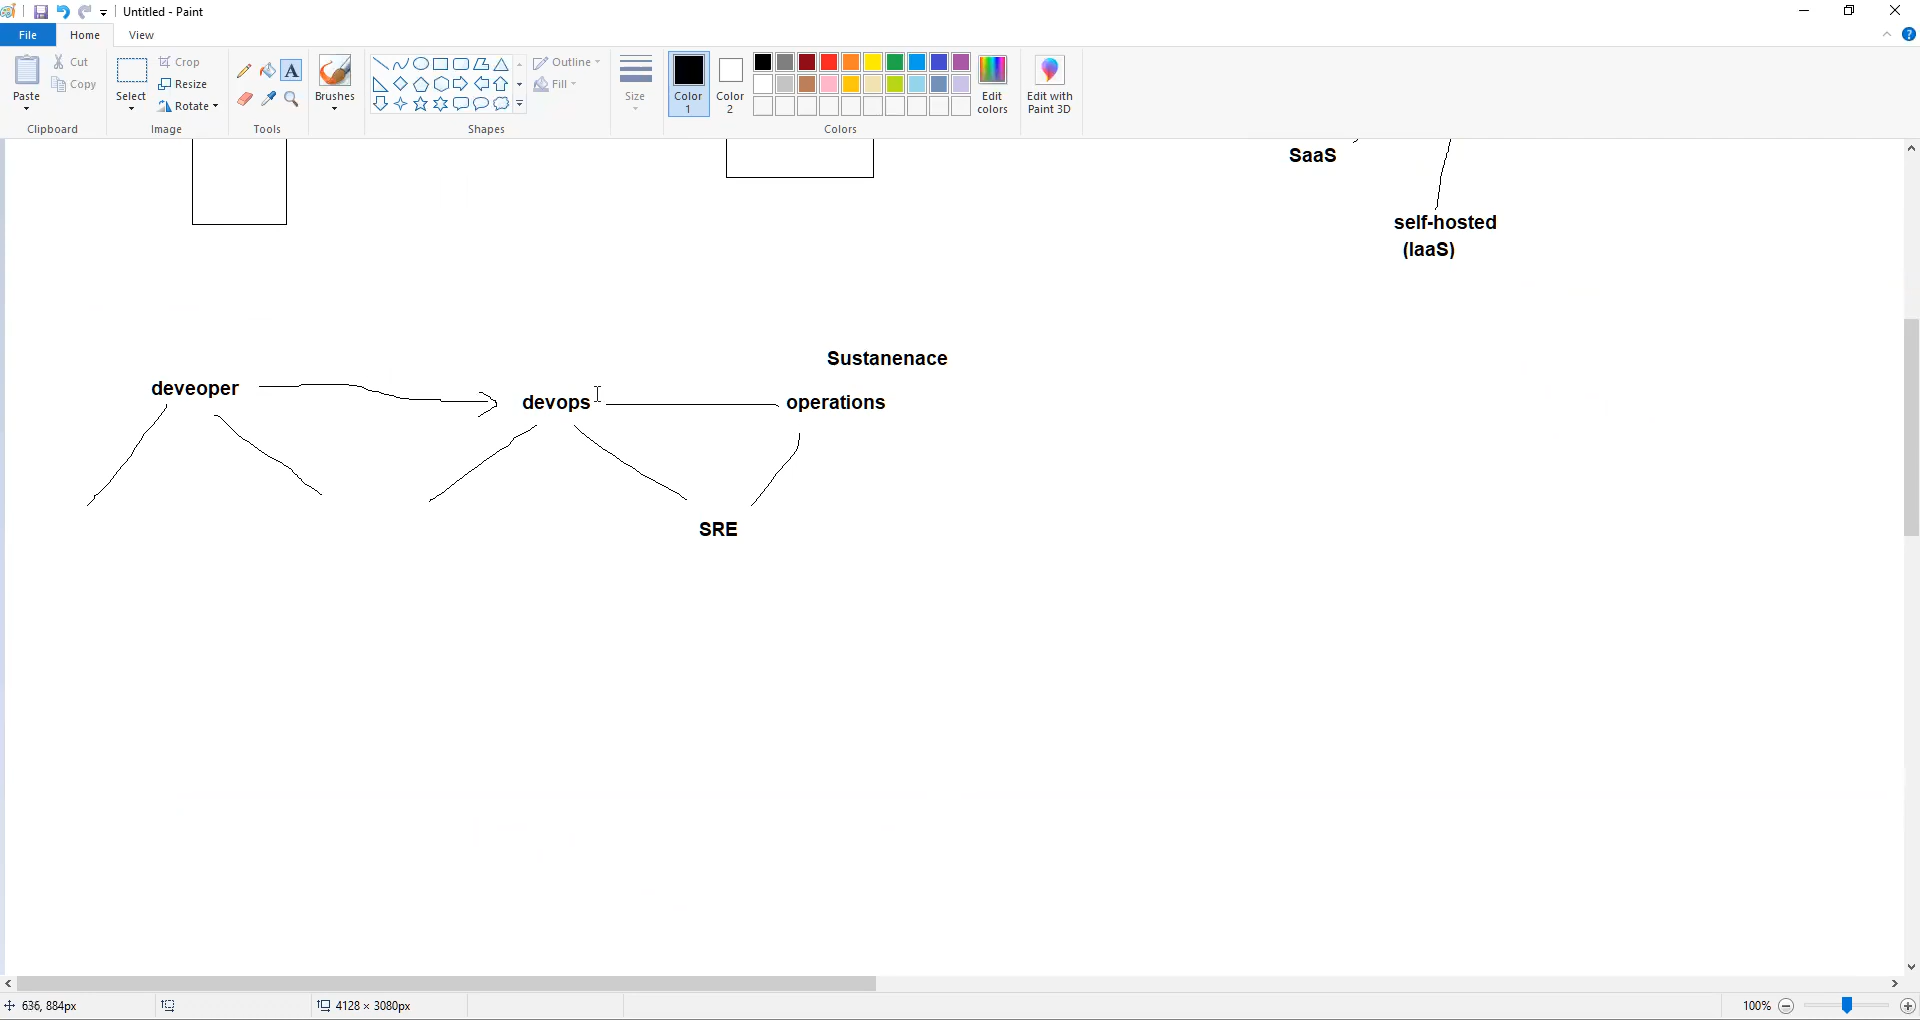 Untitled - Paint
File Home View
Paste
Cut
Copy
Clipboard
Select
Crop
Resize
Rotate
Image
A
Tools
Brushes
Shapes
Outline
Fill
Size
Color 1
Color 2
Edit colors
Colors
Edit with Paint 3D
?
SaaS
self-hosted
(IaaS)
Sustanenace
deveoper
devops
operations
SRE
636, 884px
4128 × 3080px
100%